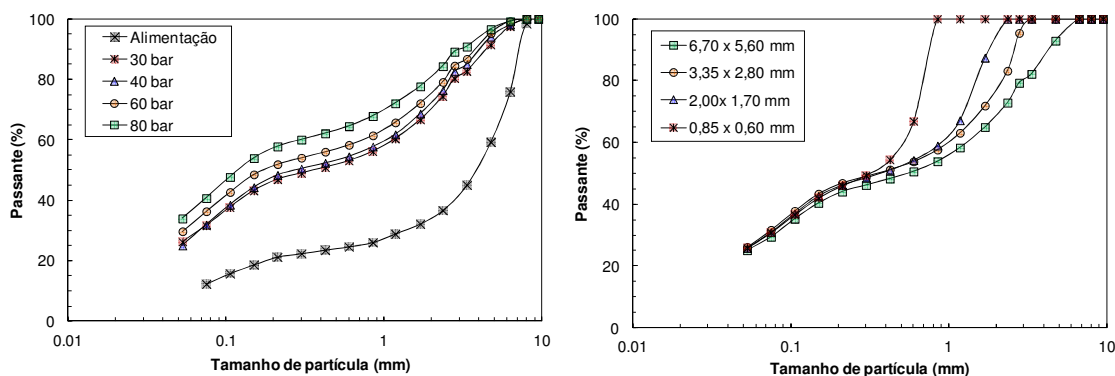 100
80
60
40
20
0
Passante (%)
Alimentação
30 bar
40 bar
60 bar
80 bar
0.01
0.1
1
10
Tamanho de partícula (mm)
100
80
60
40
20
0
Passante (%)
6,70 x 5,60 mm
3,35 x 2,80 mm
2,00x 1,70 mm
0,85 x 0,60 mm
0.01
0.1
1
10
Tamanho de partícula (mm)